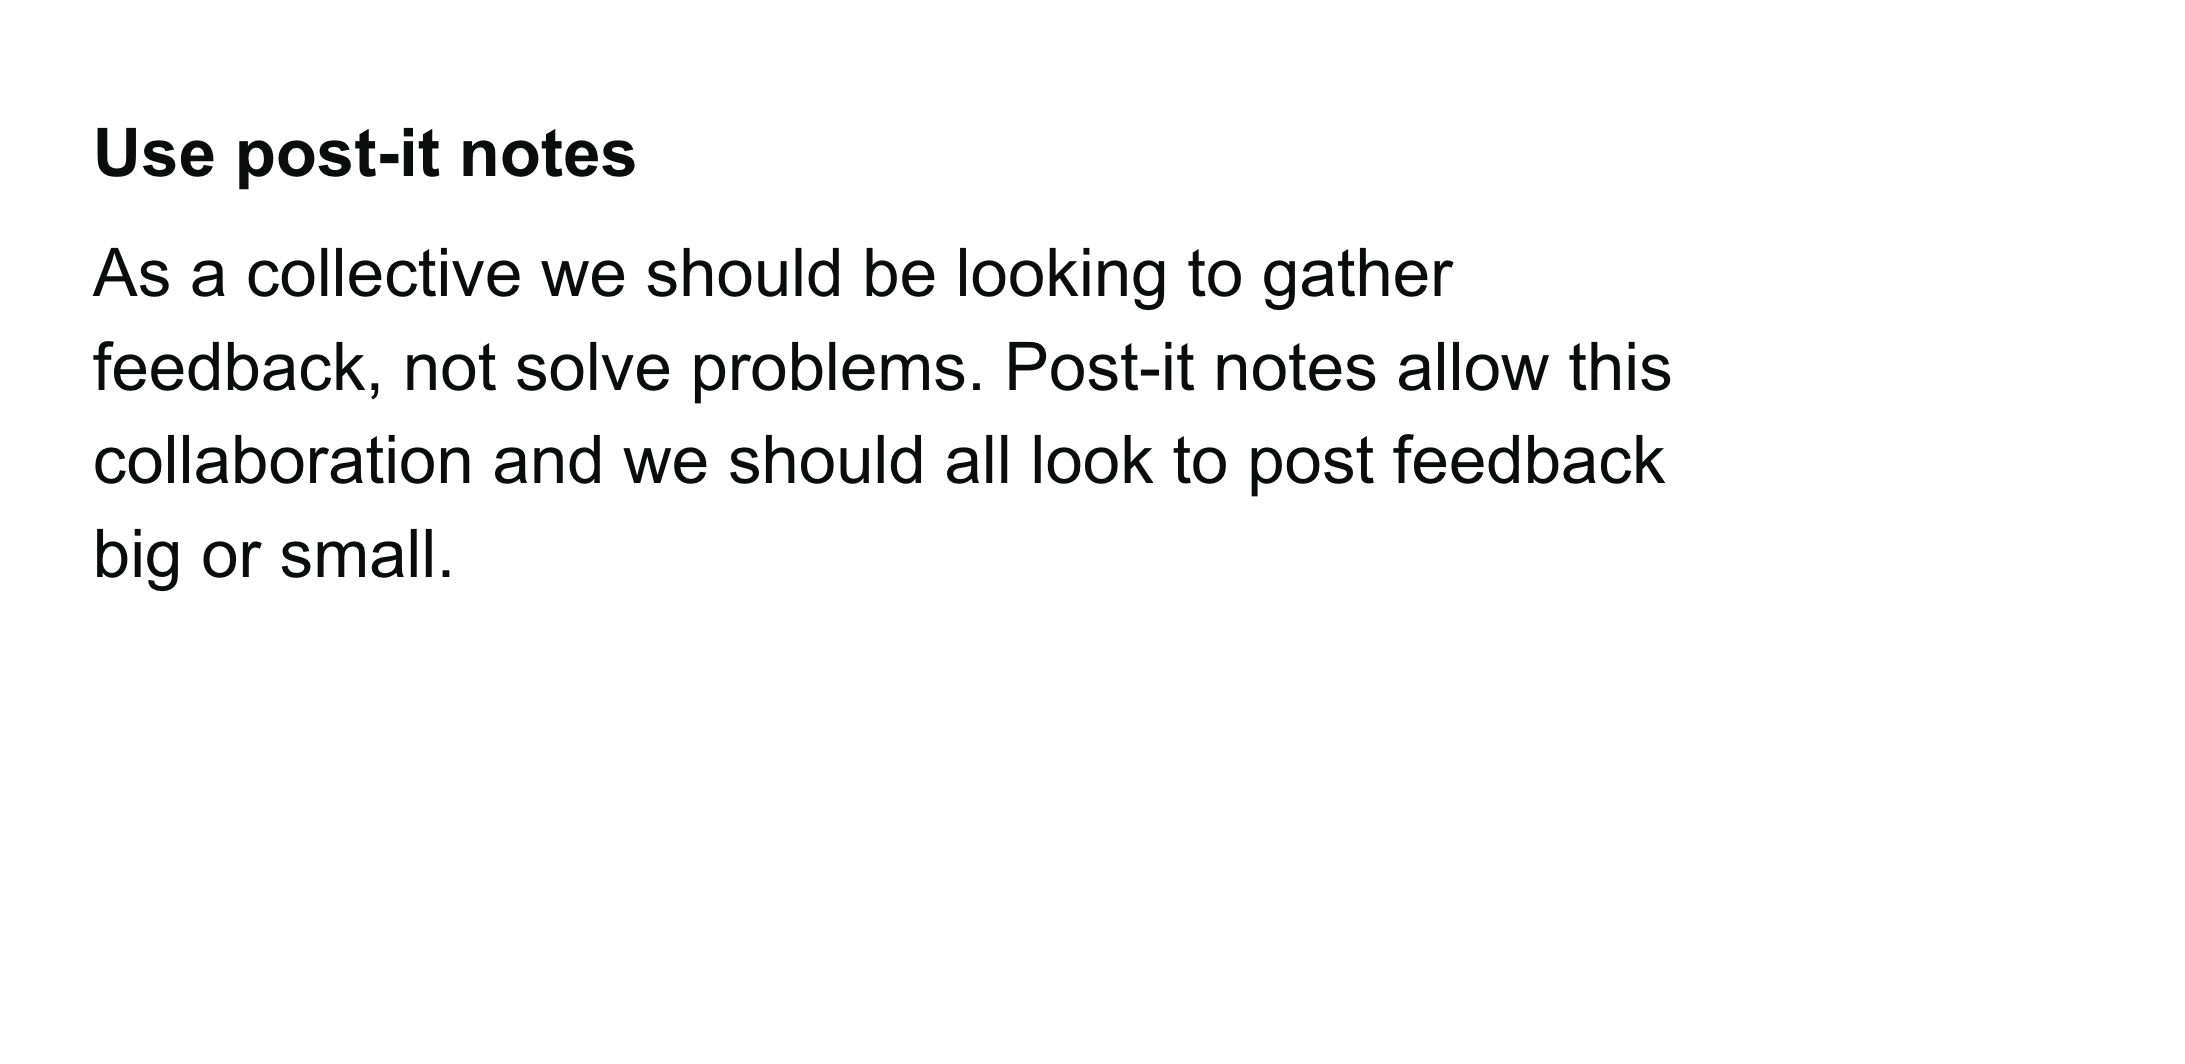 Use post-it notes
As a collective we should be looking to gather
feedback, not solve problems. Post-it notes allow this
collaboration and we should all look to post feedback
big or small.